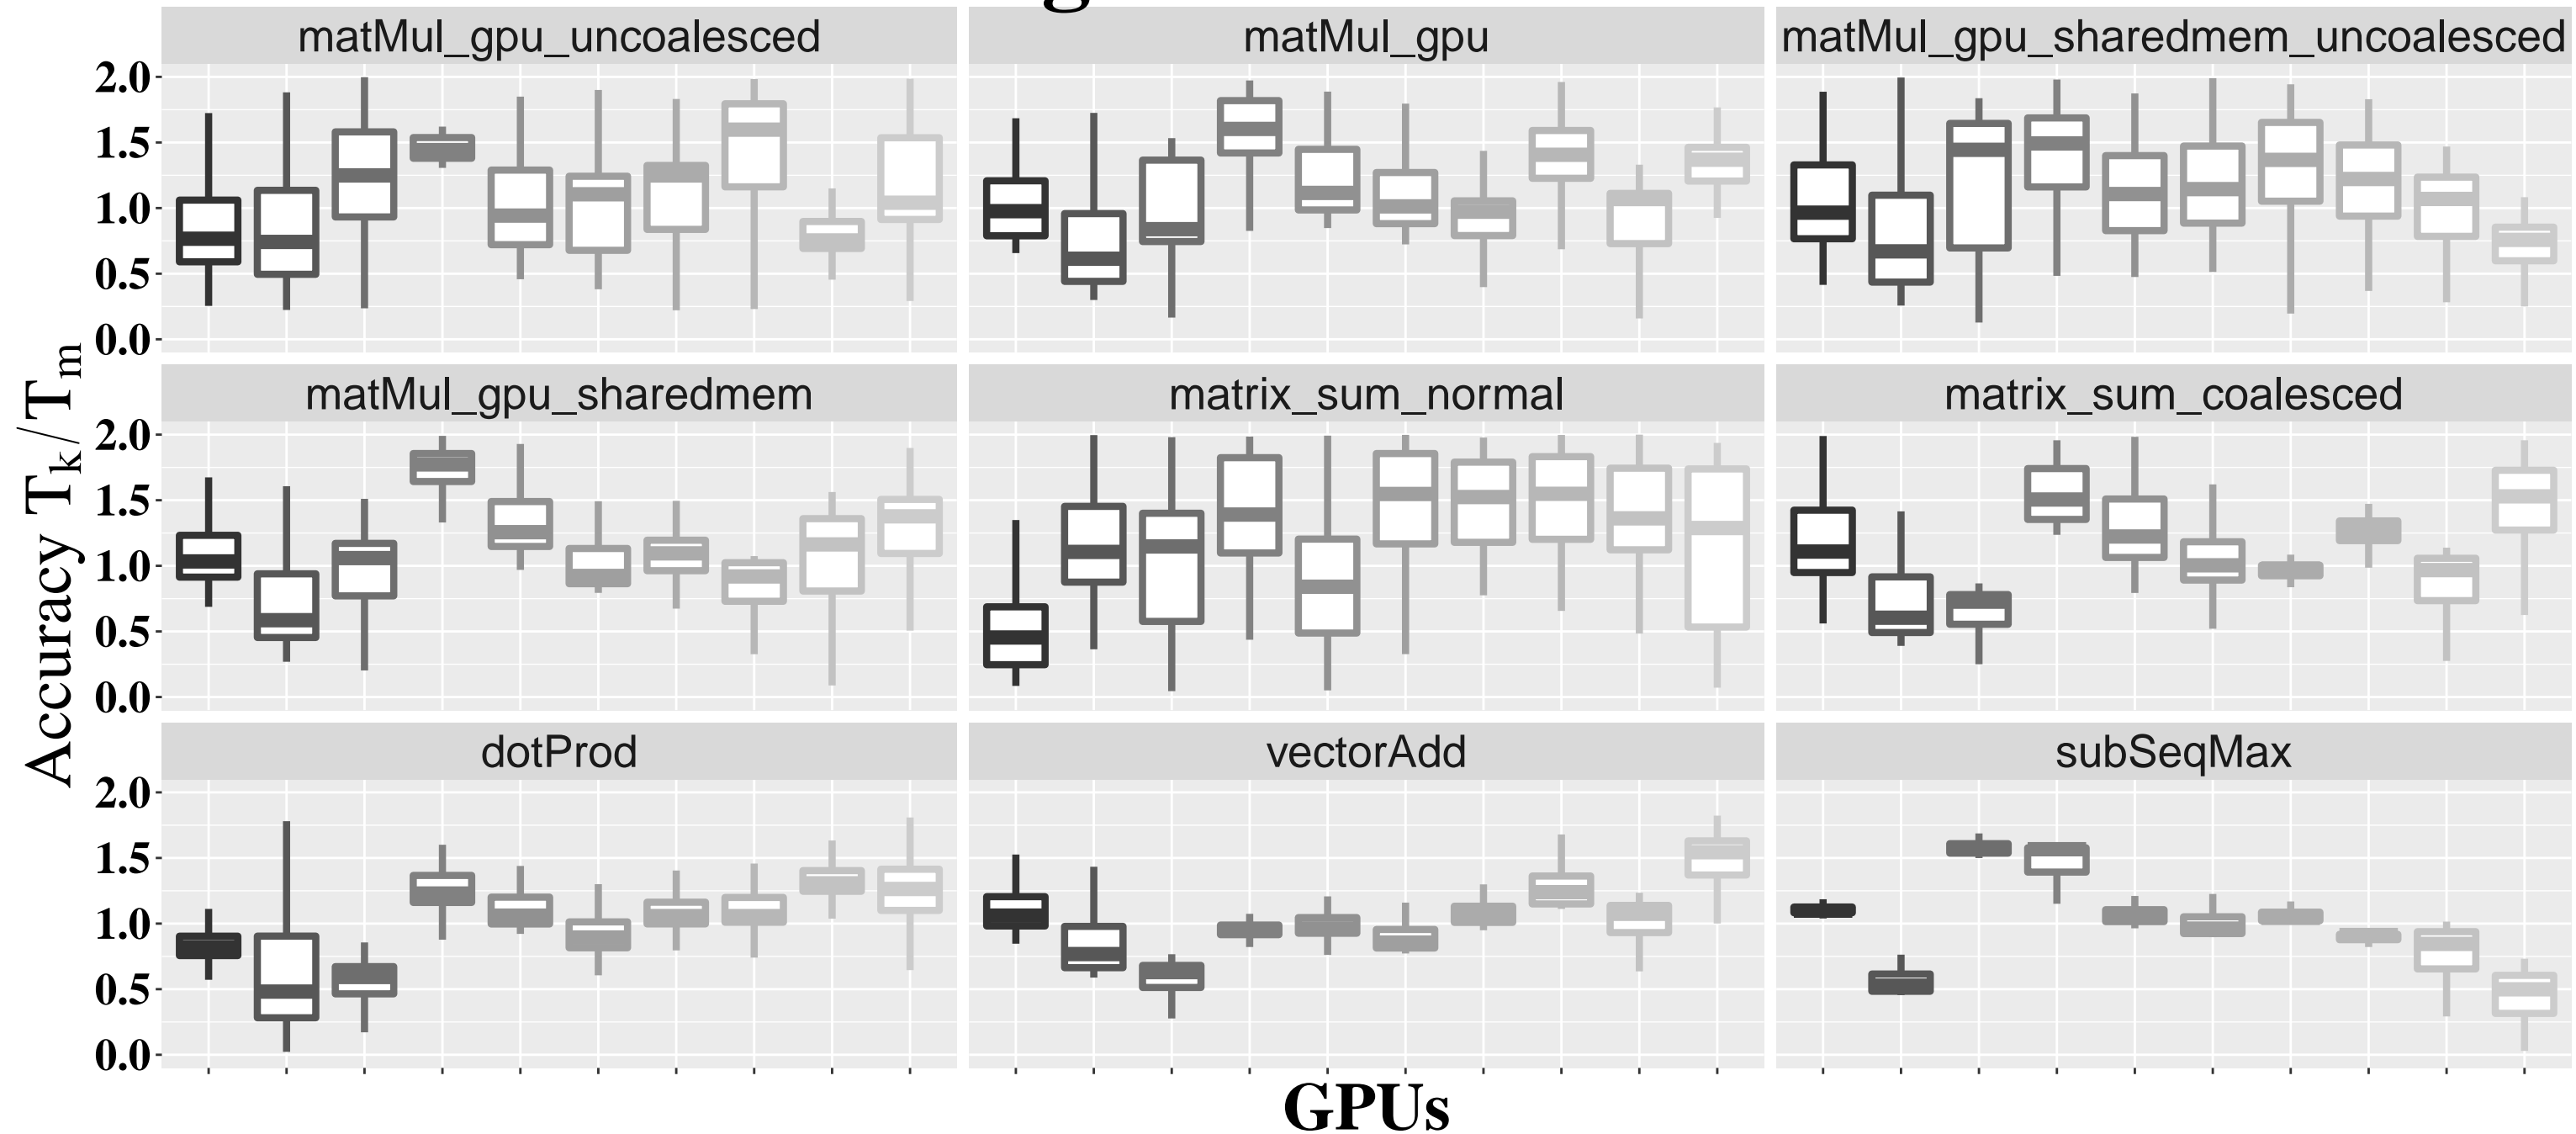 matMul_gpu_uncoalesced
matMul_gpu
matMul_gpu_sharedmem_uncoalesced
2.0
1.5
1.0
0.5
0.0
matMul_gpu_sharedmem
matrix_sum_normal
matrix_sum_coalesced
2.0
1.5
1.0
0.5
0.0
dotProd
vectorAdd
subSeqMax
2.0
1.5
1.0
0.5
0.0
Accuracy T_k/T_m
GPUs